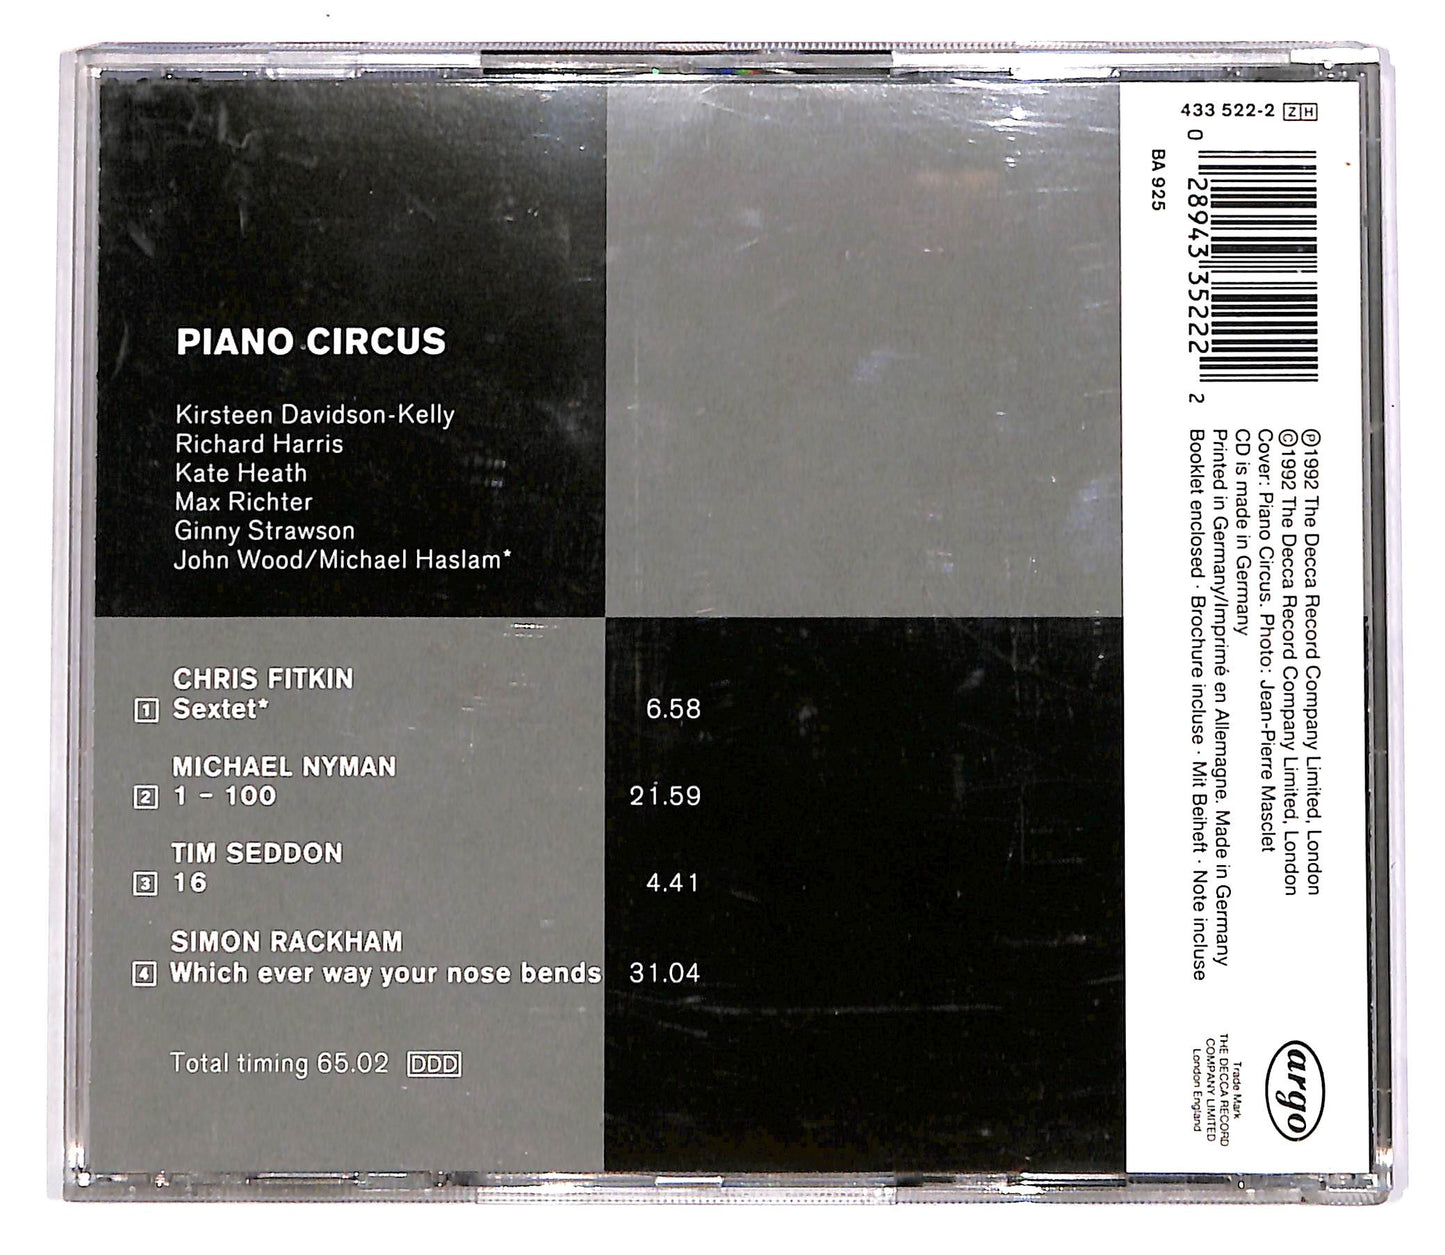 PIANO CIRCUS
Kirsteen Davidson-Kelly
Richard Harris
Kate Heath
Max Richter
Ginny Strawson
John Wood/Michael Haslam*
CHRIS FITKIN
1 Sextet* 6.58
MICHAEL NYMAN
2 1 – 100 21.59
TIM SEDDON
3 16 4.41
SIMON RACKHAM
4 Which ever way your nose bends 31.04
Total timing 65.02 DDD
433 522-2 ZH
0 28943 35222 2
BA 925
℗1992 The Decca Record Company Limited, London
©1992 The Decca Record Company Limited, London
Cover: Piano Circus. Photo: Jean-Pierre Masclet
CD is made in Germany
Printed in Germany/Imprimé en Allemagne. Made in Germany
Booklet enclosed · Brochure incluse · Mit Beiheft · Note incluse
argo
Trade Mark
THE DECCA RECORD
COMPANY LIMITED
London England